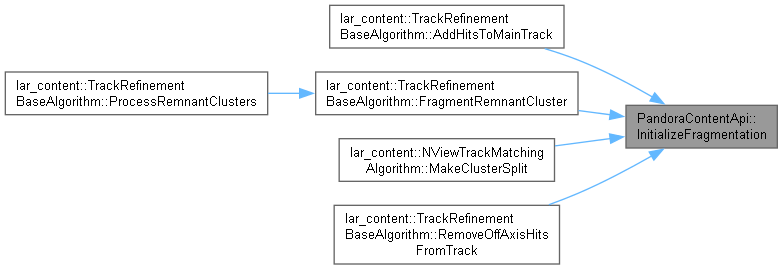 lar_content::TrackRefinement
BaseAlgorithm::AddHitsToMainTrack
lar_content::TrackRefinement
BaseAlgorithm::ProcessRemnantClusters
lar_content::TrackRefinement
BaseAlgorithm::FragmentRemnantCluster
PandoraContentApi::
InitializeFragmentation
lar_content::NViewTrackMatching
Algorithm::MakeClusterSplit
lar_content::TrackRefinement
BaseAlgorithm::RemoveOffAxisHits
FromTrack